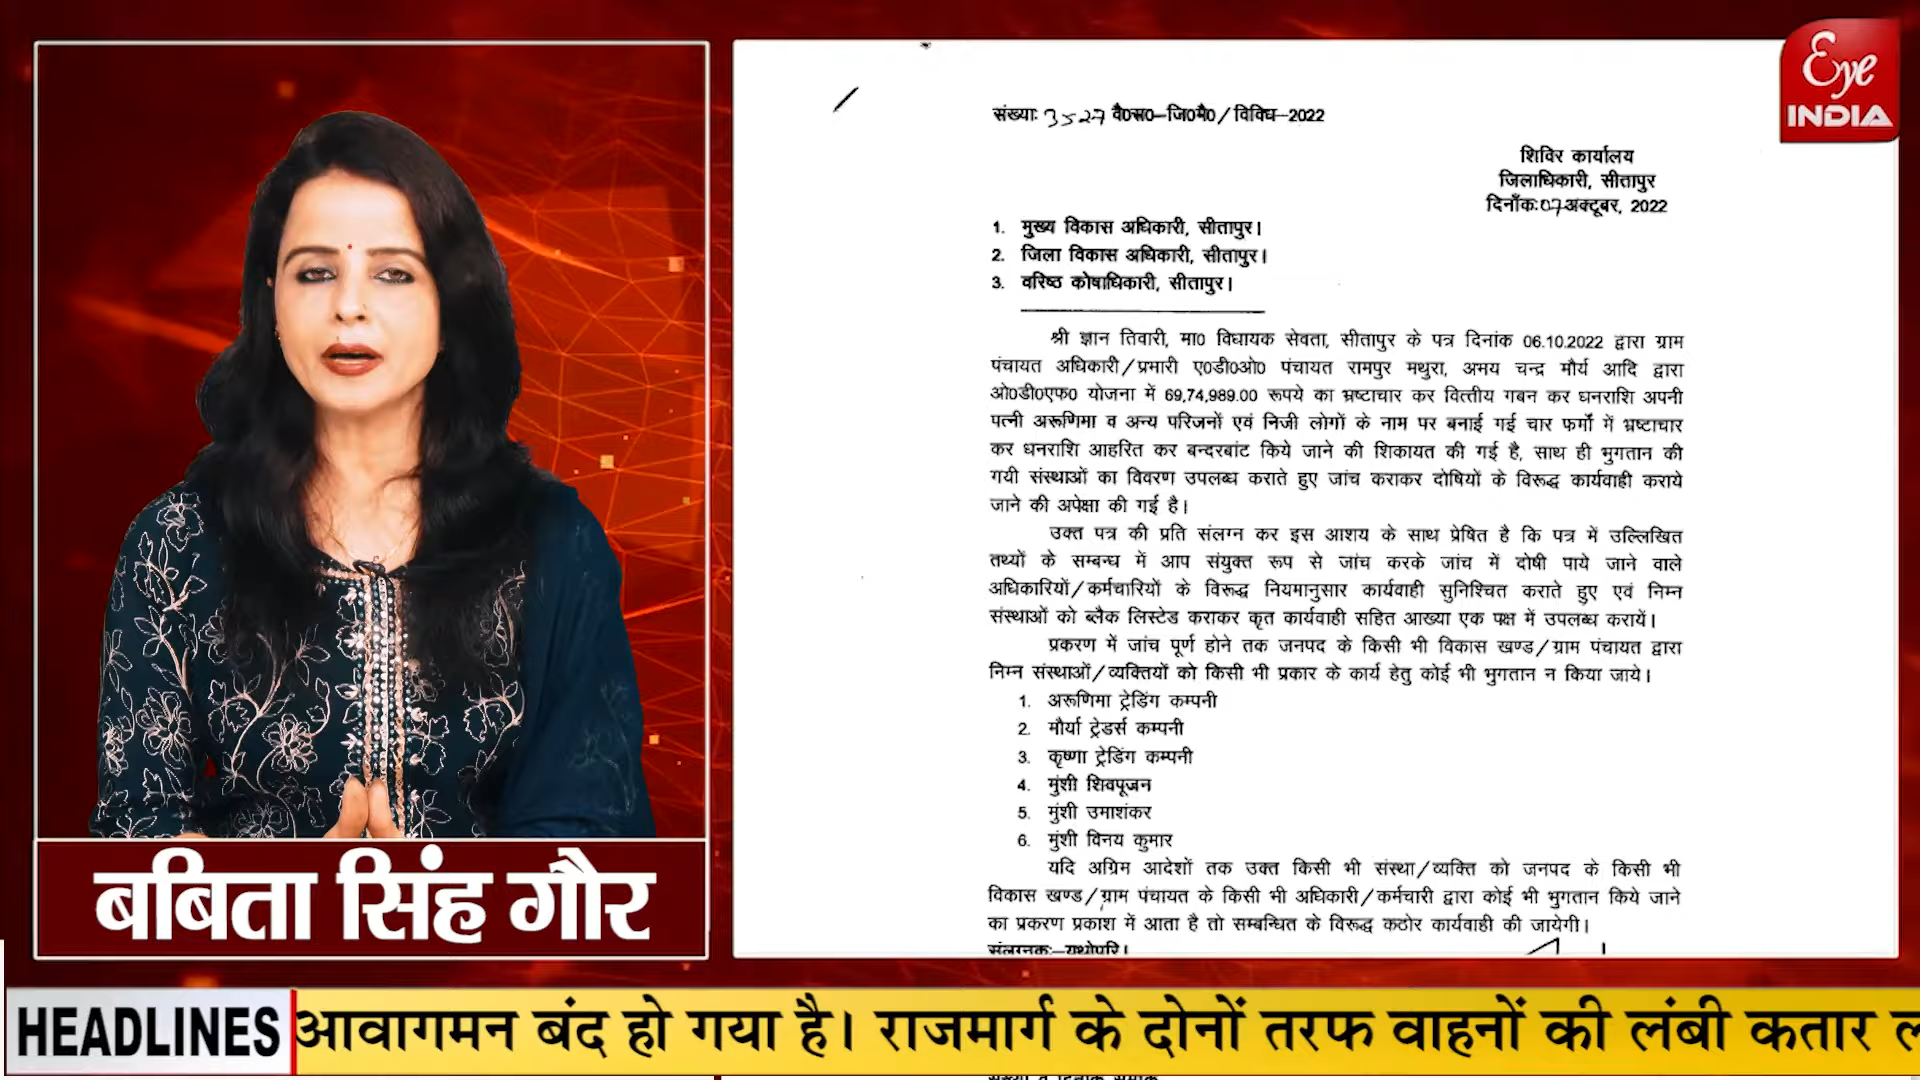 Eye
INDIA
संख्याः 3527 वै0स0–जि0मै0/विविध–2022
शिविर कार्यालय
जिलाधिकारी, सीतापुर
दिनाँकः07अक्टूबर, 2022
1. मुख्य विकास अधिकारी, सीतापुर।
2. जिला विकास अधिकारी, सीतापुर।
3. वरिष्ठ कोषाधिकारी, सीतापुर।
श्री ज्ञान तिवारी, मा0 विधायक सेवता, सीतापुर के पत्र दिनांक 06.10.2022 द्वारा ग्राम
पंचायत अधिकारी/प्रभारी ए0डी0ओ0 पंचायत रामपुर मथुरा, अभय चन्द्र मौर्य आदि द्वारा
ओ0डी0एफ0 योजना में 69,74,989.00 रूपये का भ्रष्टाचार कर वित्तीय गबन कर धनराशि अपनी
पत्नी अरूणिमा व अन्य परिजनों एवं निजी लोगों के नाम पर बनाई गई चार फर्मों में भ्रष्टाचार
कर धनराशि आहरित कर बन्दरबांट किये जाने की शिकायत की गई है, साथ ही भुगतान की
गयी संस्थाओं का विवरण उपलब्ध कराते हुए जांच कराकर दोषियों के विरूद्ध कार्यवाही कराये
जाने की अपेक्षा की गई है।
उक्त पत्र की प्रति संलग्न कर इस आशय के साथ प्रेषित है कि पत्र में उल्लिखित
तथ्यों के सम्बन्ध में आप संयुक्त रूप से जांच करके जांच में दोषी पाये जाने वाले
अधिकारियों/कर्मचारियों के विरूद्ध नियमानुसार कार्यवाही सुनिश्चित कराते हुए एवं निम्न
संस्थाओं को ब्लैक लिस्टेड कराकर कृत कार्यवाही सहित आख्या एक पक्ष में उपलब्ध करायें।
प्रकरण में जांच पूर्ण होने तक जनपद के किसी भी विकास खण्ड/ग्राम पंचायत द्वारा
निम्न संस्थाओं/व्यक्तियों को किसी भी प्रकार के कार्य हेतु कोई भी भुगतान न किया जाये।
1. अरूणिमा ट्रेडिंग कम्पनी
2. मौर्या ट्रेडर्स कम्पनी
3. कृष्णा ट्रेडिंग कम्पनी
4. मुंशी शिवपूजन
5. मुंशी उमाशंकर
6. मुंशी विनय कुमार
यदि अग्रिम आदेशों तक उक्त किसी भी संस्था/व्यक्ति को जनपद के किसी भी
विकास खण्ड/ग्राम पंचायत के किसी भी अधिकारी/कर्मचारी द्वारा कोई भी भुगतान किये जाने
का प्रकरण प्रकाश में आता है तो सम्बन्धित के विरूद्ध कठोर कार्यवाही की जायेगी।
संलग्नकः–यथोपरि।
बबिता सिंह गौर
HEADLINES
आवागमन बंद हो गया है। राजमार्ग के दोनों तरफ वाहनों की लंबी कतार ल